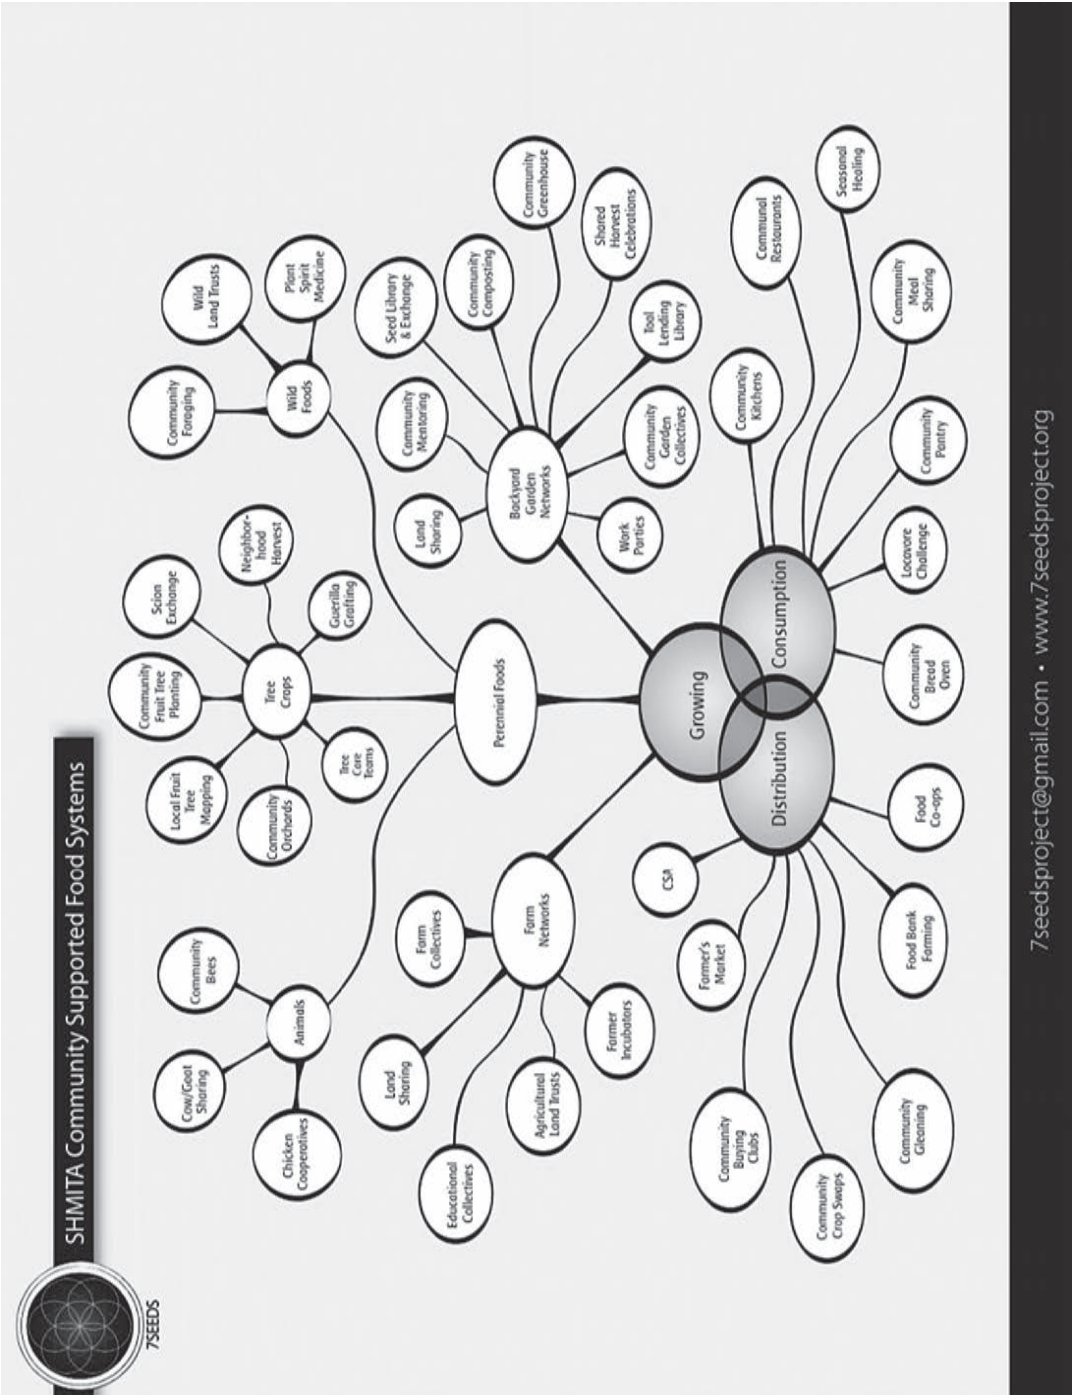 SHMITA Community Supported Food Systems
7SEEDS
Cow/Goat
Sharing
Community
Bees
Chicken
Cooperatives
Animals
Local Fruit
Tree
Mapping
Community
Fruit Tree
Planting
Scion
Exchange
Neighbor-
hood
Harvest
Community
Orchards
Tree
Crops
Tree
Care
Teams
Guerilla
Grafting
Community
Foraging
Wild
Land Trusts
Plant
Spirit
Medicine
Wild
Foods
Perennial Foods
Land
Sharing
Farm
Collectives
Educational
Collectives
Agricultural
Land Trusts
Farmer
Incubators
Farm
Networks
Land
Sharing
Community
Mentoring
Seed Library
& Exchange
Community
Composting
Community
Greenhouse
Shared
Harvest
Celebrations
Backyard
Garden
Networks
Work
Parties
Community
Garden
Collectives
Tool
Lending
Library
Growing
Distribution
Consumption
CSA
Farmer's
Market
Community
Buying
Clubs
Community
Crop Swaps
Community
Gleaning
Food Bank
Farming
Food
Co-ops
Community
Kitchens
Communal
Restaurants
Seasonal
Healing
Community
Meal
Sharing
Community
Pantry
Locavore
Challenge
Community
Bread
Oven
7seedsproject@gmail.com • www.7seedsproject.org